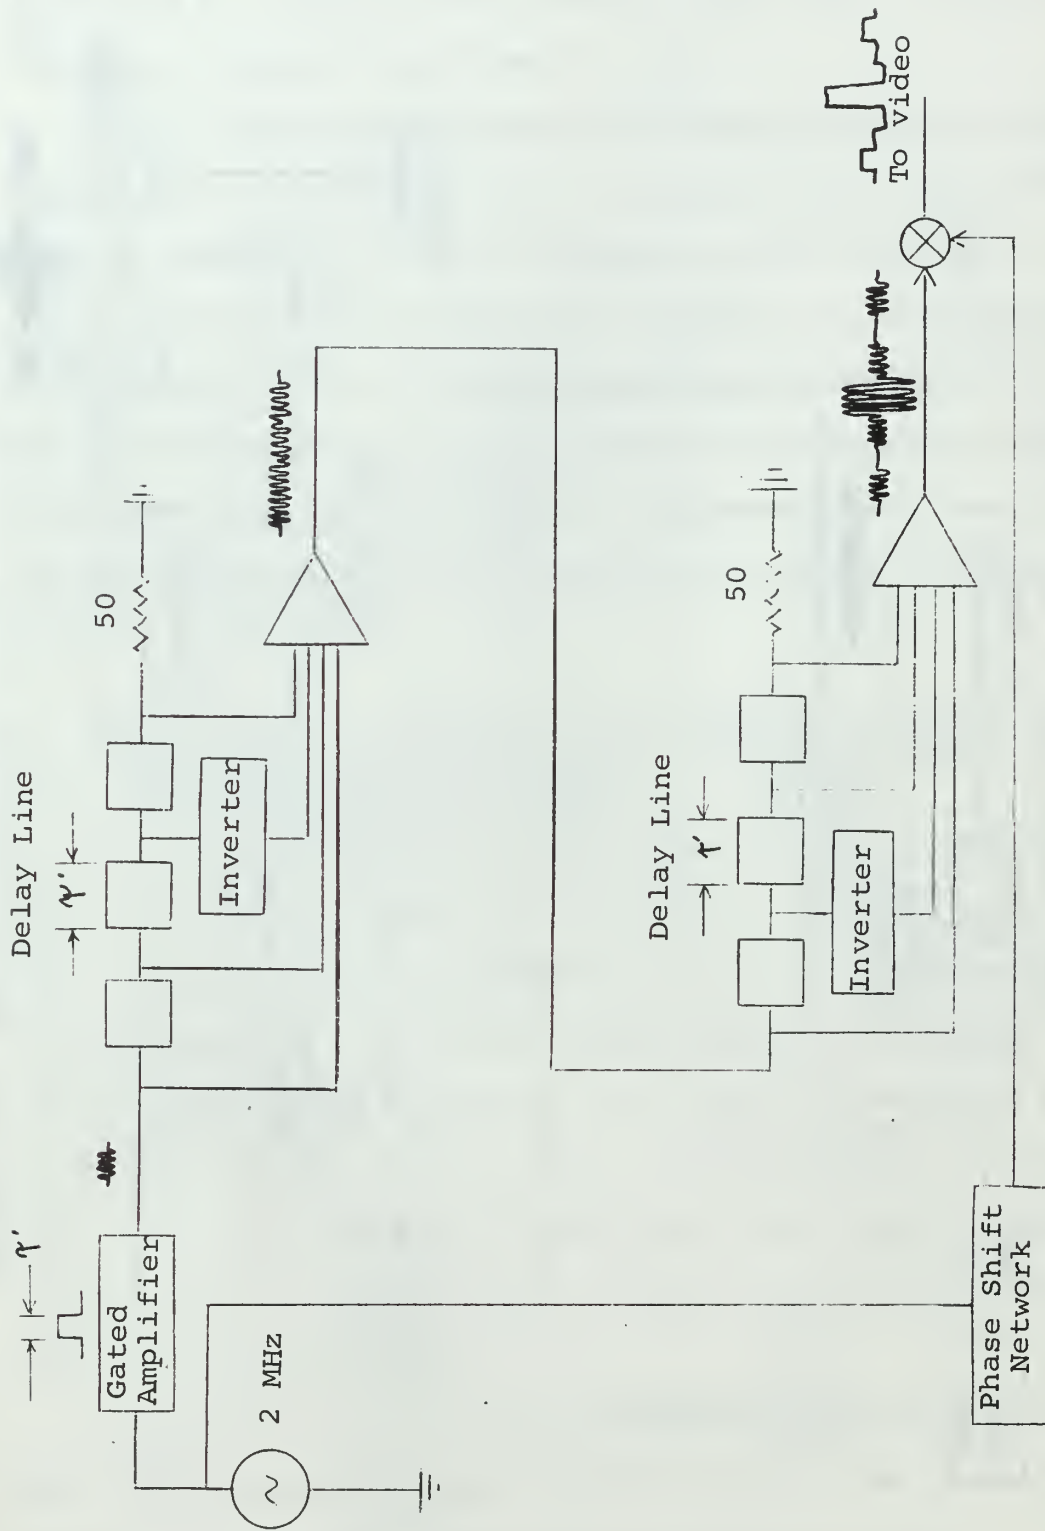 Delay Line
τ'
50
Inverter
τ'
Gated
Amplifier
2 MHz
Delay Line
τ'
50
Inverter
To video
Phase Shift
Network